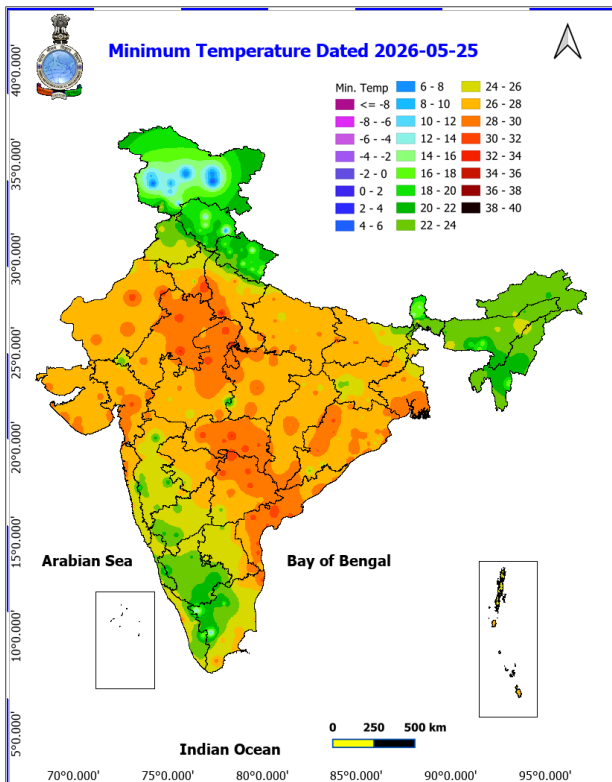 Minimum Temperature Dated 2026-05-25
Min. Temp
<= -8
-8 - -6
-6 - -4
-4 - -2
-2 - 0
0 - 2
2 - 4
4 - 6
6 - 8
8 - 10
10 - 12
12 - 14
14 - 16
16 - 18
18 - 20
20 - 22
22 - 24
24 - 26
26 - 28
28 - 30
30 - 32
32 - 34
34 - 36
36 - 38
38 - 40
40°0.000'
35°0.000'
30°0.000'
25°0.000'
20°0.000'
15°0.000'
10°0.000'
5°0.000'
Arabian Sea
Bay of Bengal
Indian Ocean
0 250 500 km
70°0.000' 75°0.000' 80°0.000' 85°0.000' 90°0.000' 95°0.000'